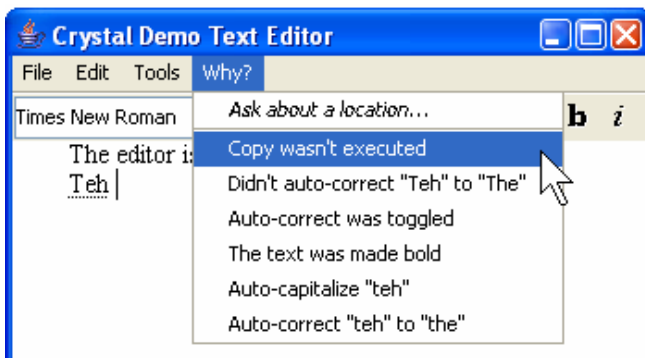 Crystal Demo Text Editor
File Edit Tools Why?
Times New Roman
b i
Ask about a location...
Copy wasn't executed
Didn't auto-correct "Teh" to "The"
Auto-correct was toggled
The text was made bold
Auto-capitalize "teh"
Auto-correct "teh" to "the"
The editor is
Teh